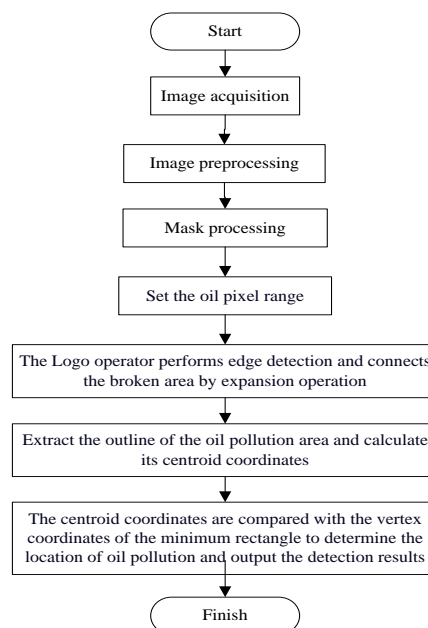 Start
Image acquisition
Image preprocessing
Mask processing
Set the oil pixel range
The Logo operator performs edge detection and connects
the broken area by expansion operation
Extract the outline of the oil pollution area and calculate
its centroid coordinates
The centroid coordinates are compared with the vertex
coordinates of the minimum rectangle to determine the
location of oil pollution and output the detection results
Finish